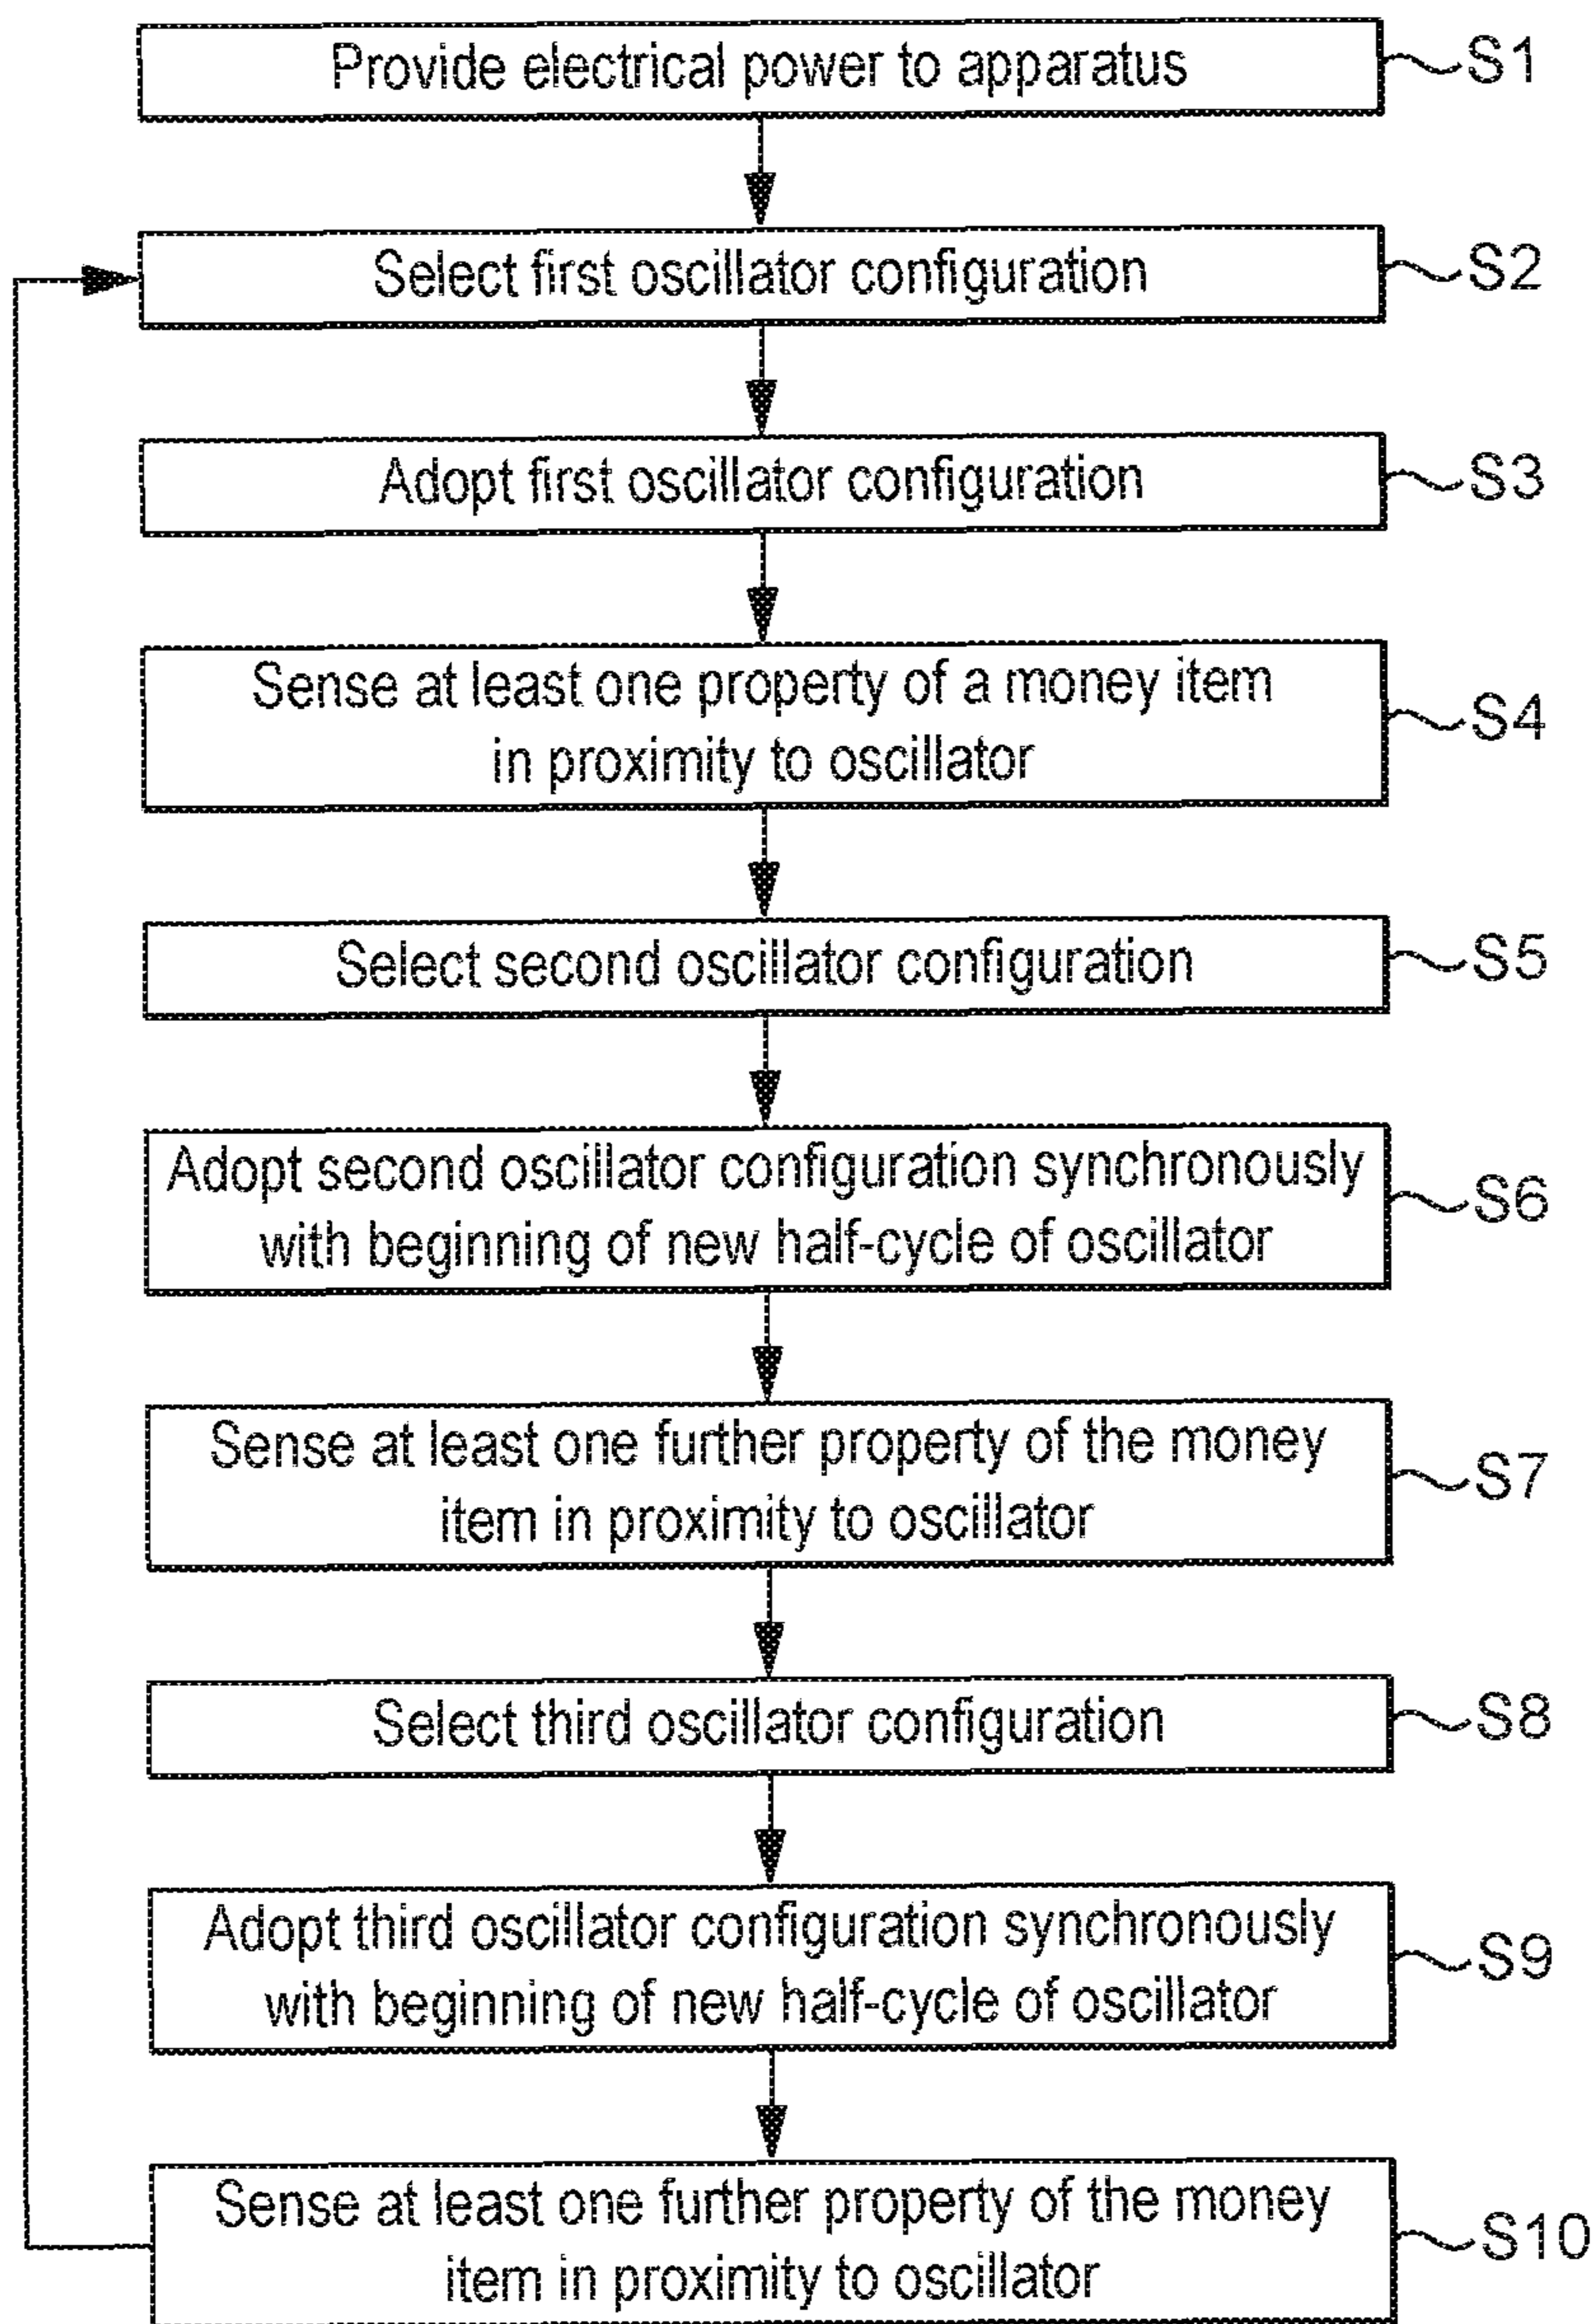 Provide electrical power to apparatus
S1
Select first oscillator configuration
S2
Adopt first oscillator configuration
S3
Sense at least one property of a money item
in proximity to oscillator
S4
Select second oscillator configuration
S5
Adopt second oscillator configuration synchronously
with beginning of new half-cycle of oscillator
S6
Sense at least one further property of the money
item in proximity to oscillator
S7
Select third oscillator configuration
S8
Adopt third oscillator configuration synchronously
with beginning of new half-cycle of oscillator
S9
Sense at least one further property of the money
item in proximity to oscillator
S10